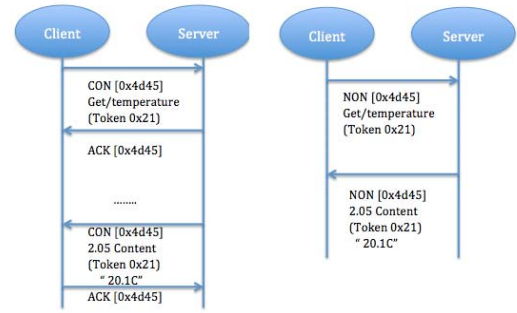 Client
Server
CON [0x4d45]
Get/temperature
(Token 0x21)
ACK [0x4d45]
........
CON [0x4d45]
2.05 Content
(Token 0x21)
“ 20.1C”
ACK [0x4d45]
Client
Server
NON [0x4d45]
Get/temperature
(Token 0x21)
NON [0x4d45]
2.05 Content
(Token 0x21)
“ 20.1C”